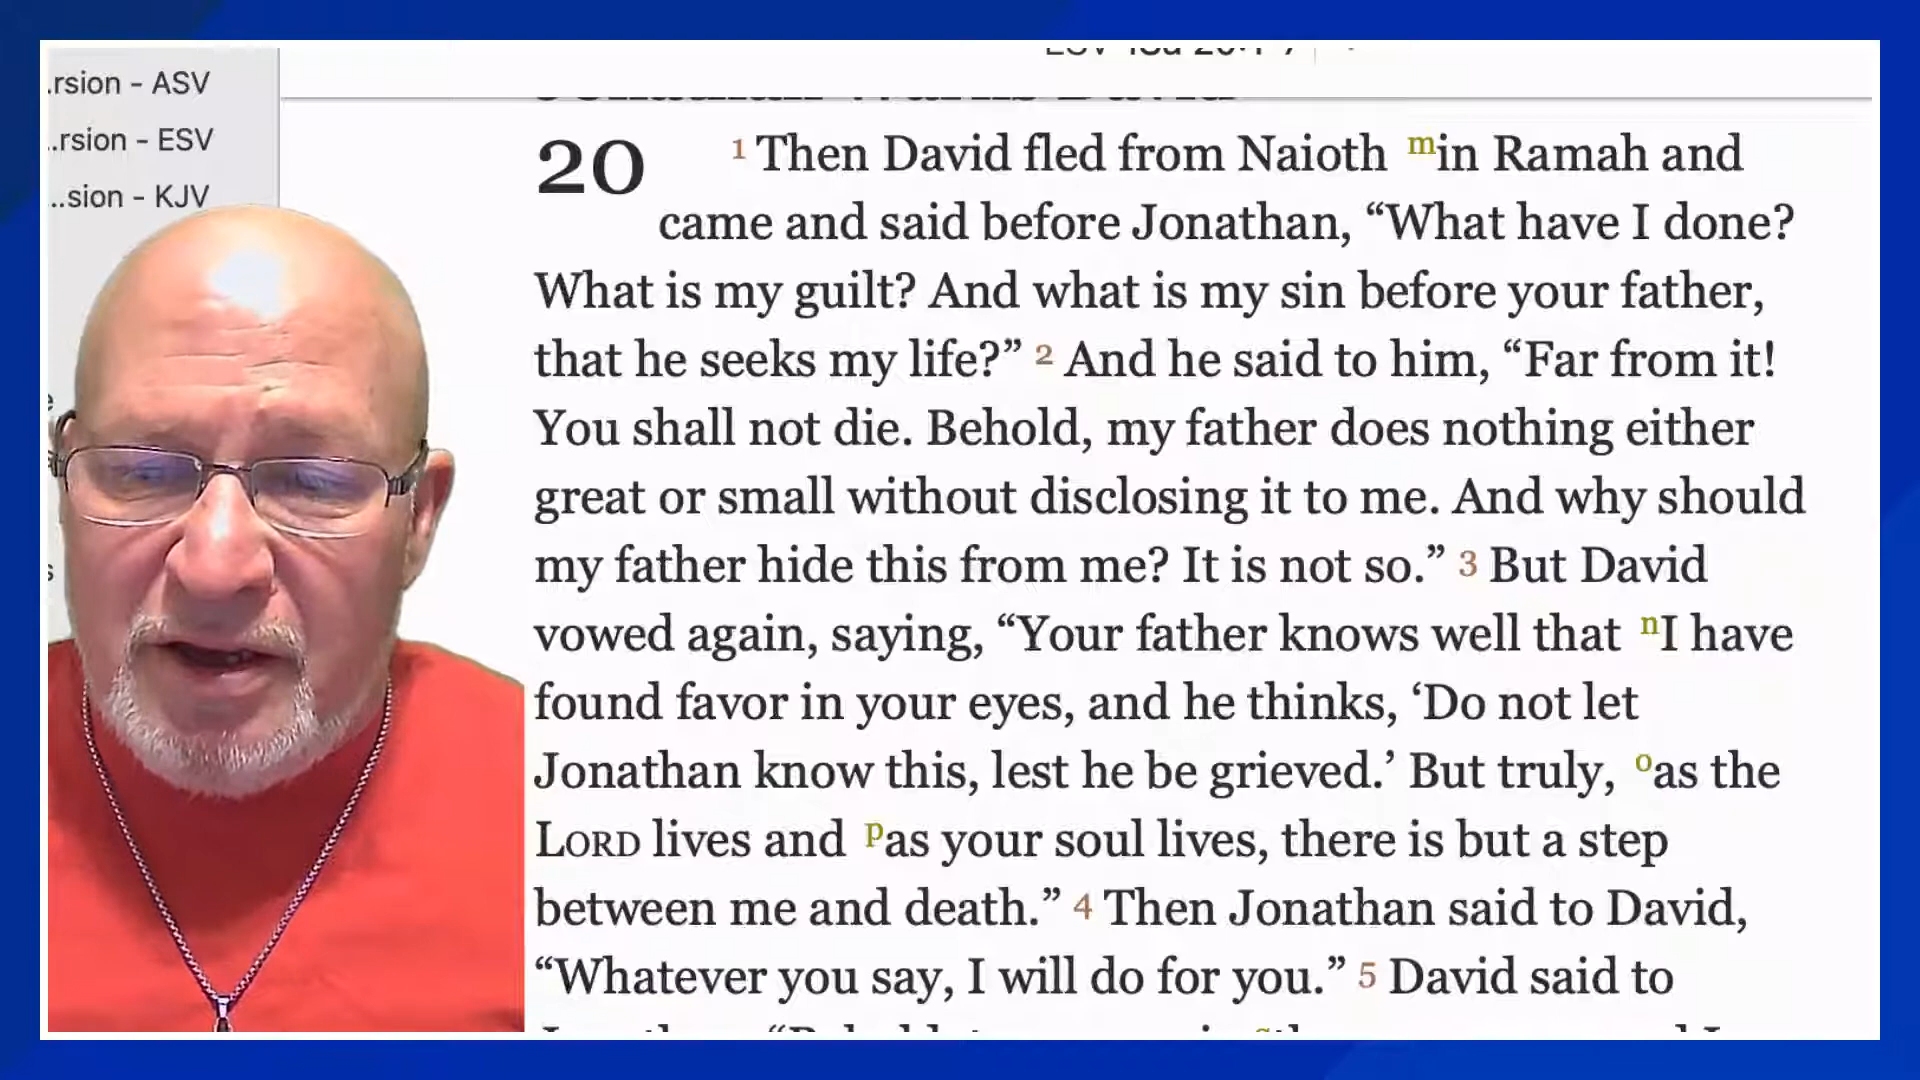 .rsion - ASV
..rsion - ESV
..sion - KJV
20 1 Then David fled from Naioth m in Ramah and
came and said before Jonathan, “What have I done?
What is my guilt? And what is my sin before your father,
that he seeks my life?” 2 And he said to him, “Far from it!
You shall not die. Behold, my father does nothing either
great or small without disclosing it to me. And why should
my father hide this from me? It is not so.” 3 But David
vowed again, saying, “Your father knows well that n I have
found favor in your eyes, and he thinks, ‘Do not let
Jonathan know this, lest he be grieved.’ But truly, o as the
LORD lives and p as your soul lives, there is but a step
between me and death.” 4 Then Jonathan said to David,
“Whatever you say, I will do for you.” 5 David said to